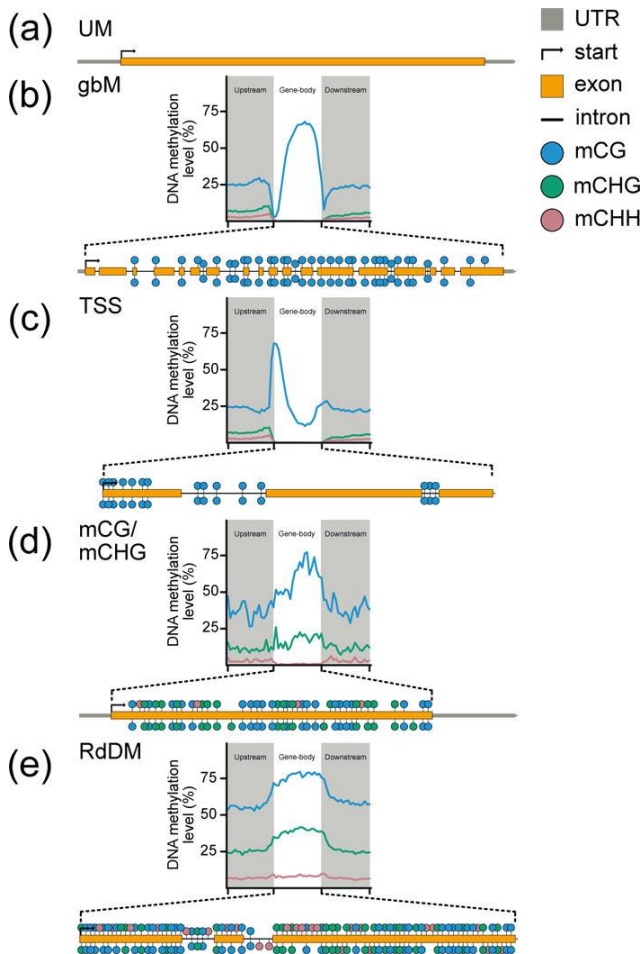 (a) UM
UTR
start
exon
intron
mCG
mCHG
mCHH
(b) gbM
DNA methylation
level (%)
75
50
25
Upstream
Gene-body
Downstream
(c) TSS
DNA methylation
level (%)
75
50
25
Upstream
Gene-body
Downstream
(d) mCG/
mCHG
DNA methylation
level (%)
75
50
25
Upstream
Gene-body
Downstream
(e) RdDM
DNA methylation
level (%)
75
50
25
Upstream
Gene-body
Downstream